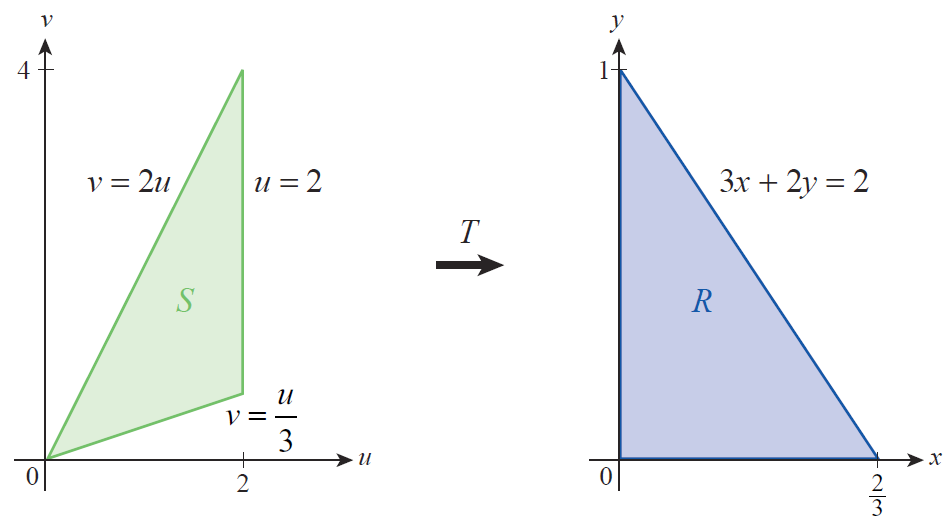 v
4
v = 2u
u = 2
S
v = u/3
0
2
u
T
y
1
3x + 2y = 2
R
0
2/3
x